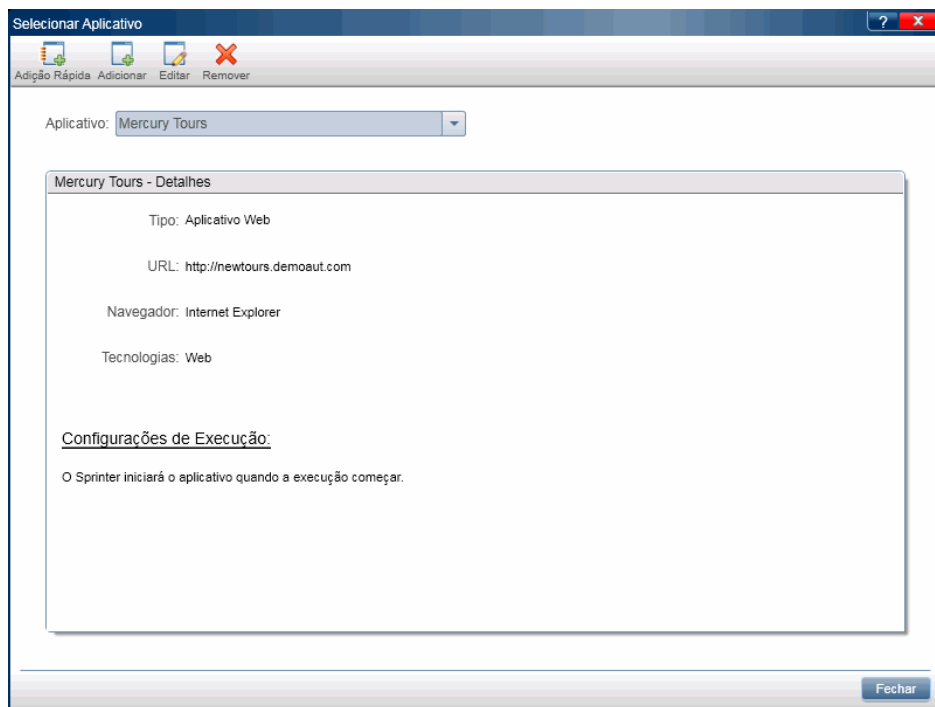 Selecionar Aplicativo
?
X
Adição Rápida Adicionar Editar Remover
Aplicativo: Mercury Tours
Mercury Tours - Detalhes
Tipo: Aplicativo Web
URL: http://newtours.demoaut.com
Navegador: Internet Explorer
Tecnologias: Web
Configurações de Execução:
O Sprinter iniciará o aplicativo quando a execução começar.
Fechar